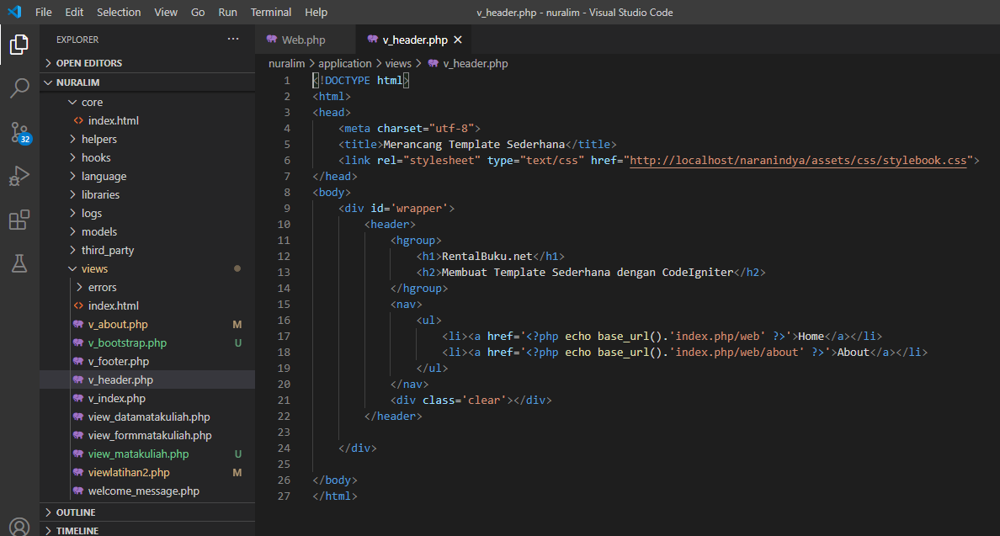 File Edit Selection View Go Run Terminal Help
v_header.php - nuralim - Visual Studio Code
EXPLORER ...
OPEN EDITORS
NURALIM
core
index.html
helpers
hooks
language
libraries
logs
models
third_party
views
errors
index.html
v_about.php M
v_bootstrap.php U
v_footer.php
v_header.php
v_index.php
view_datamatakuliah.php
view_formmatakuliah.php
view_matakuliah.php U
viewlatihan2.php M
welcome_message.php
OUTLINE
TIMELINE
32
Web.php v_header.php
nuralim > application > views > v_header.php
1 <!DOCTYPE html>
2 <html>
3 <head>
4 <meta charset="utf-8">
5 <title>Merancang Template Sederhana</title>
6 <link rel="stylesheet" type="text/css" href="http://localhost/naranindya/assets/css/stylebook.css">
7 </head>
8 <body>
9 <div id='wrapper'>
10 <header>
11 <hgroup>
12 <h1>RentalBuku.net</h1>
13 <h2>Membuat Template Sederhana dengan CodeIgniter</h2>
14 </hgroup>
15 <nav>
16 <ul>
17 <li><a href='<?php echo base_url().'index.php/web' ?>'>Home</a></li>
18 <li><a href='<?php echo base_url().'index.php/web/about' ?>'>About</a></li>
19 </ul>
20 </nav>
21 <div class='clear'></div>
22 </header>
23
24 </div>
25
26 </body>
27 </html>